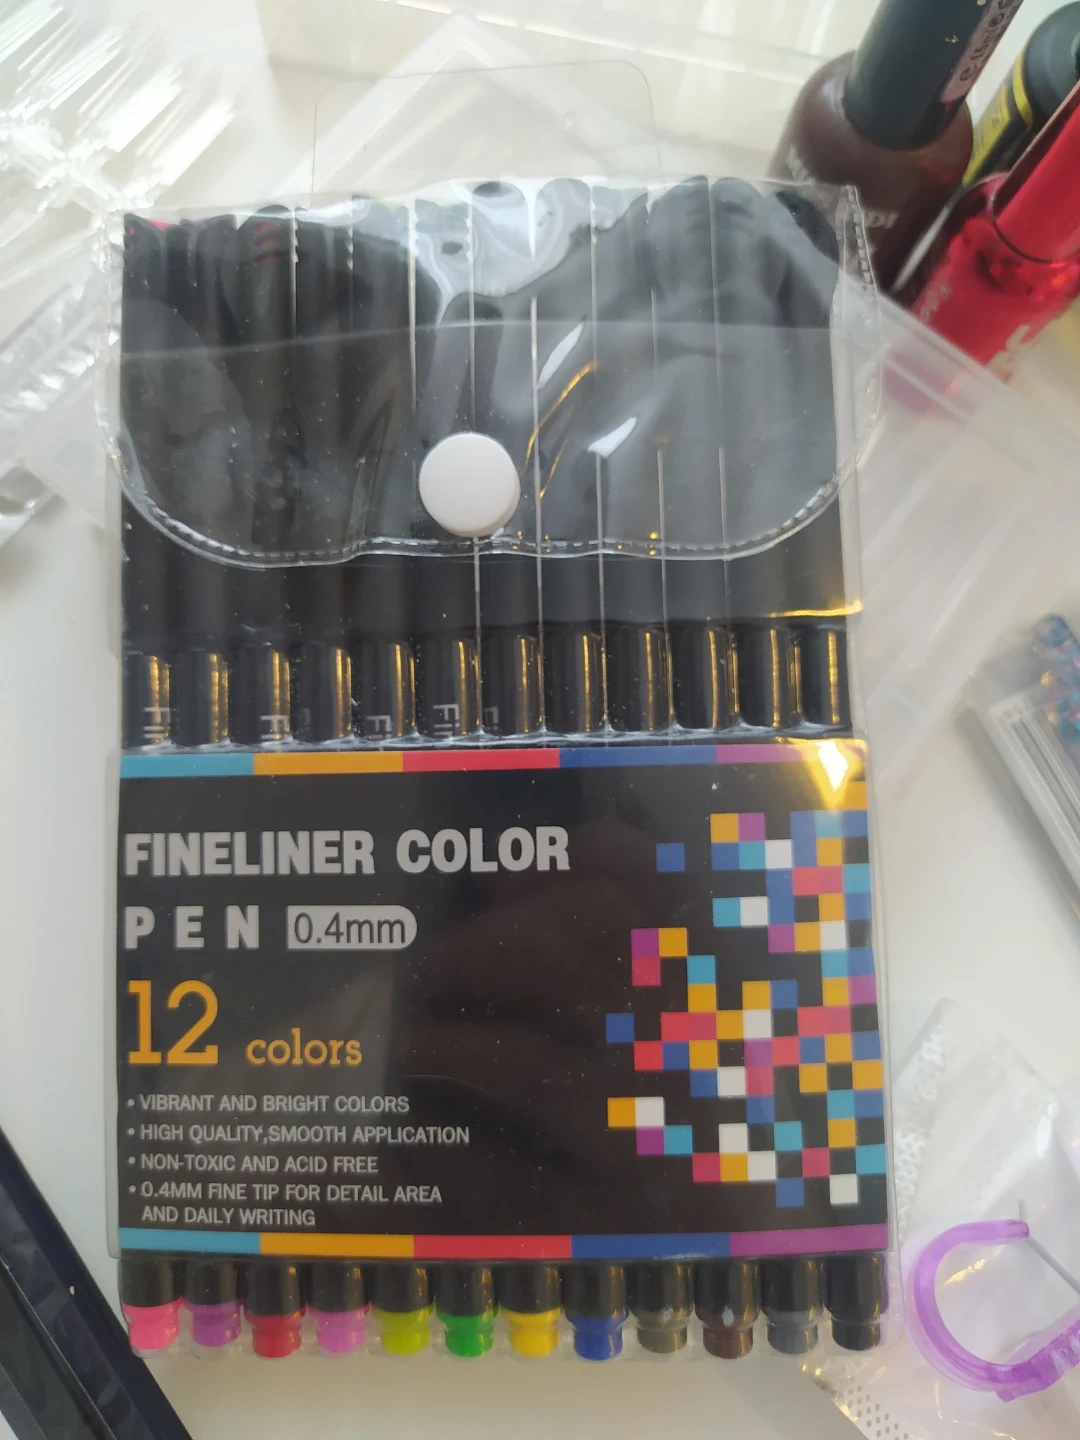 FINELINER COLOR
PEN 0.4mm
12 colors
• VIBRANT AND BRIGHT COLORS
• HIGH QUALITY,SMOOTH APPLICATION
• NON-TOXIC AND ACID FREE
• 0.4MM FINE TIP FOR DETAIL AREA
AND DAILY WRITING